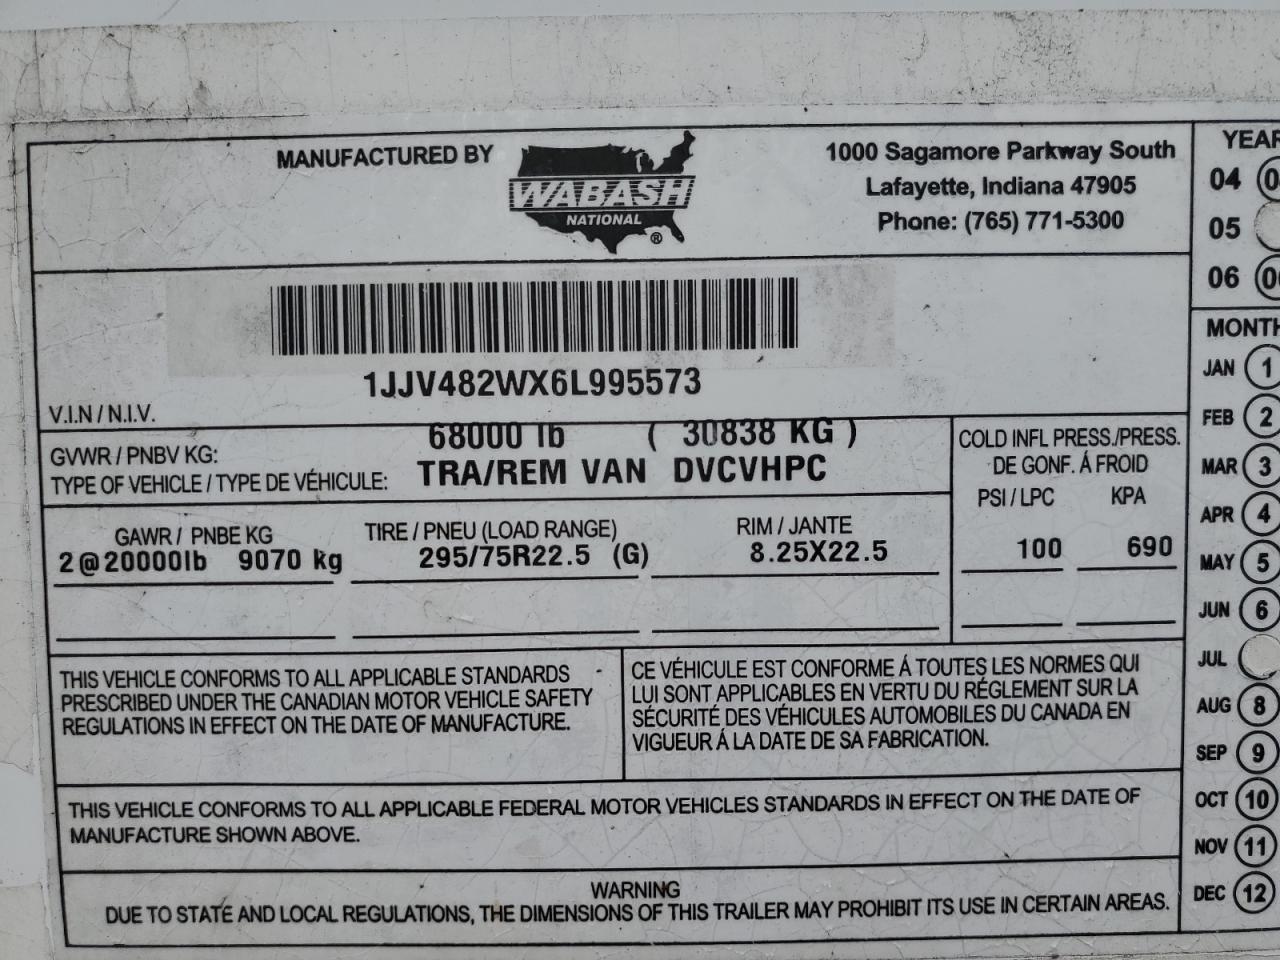 MANUFACTURED BY
WABASH
NATIONAL
®
1000 Sagamore Parkway South
Lafayette, Indiana 47905
Phone: (765) 771-5300
1JJV482WX6L995573
V.I.N / N.I.V.
GVWR / PNBV KG: 68000 lb ( 30838 KG )
TYPE OF VEHICLE / TYPE DE VÉHICULE: TRA/REM VAN DVCVHPC
COLD INFL PRESS./PRESS.
DE GONF. Á FROID
PSI / LPC KPA
GAWR / PNBE KG TIRE / PNEU (LOAD RANGE) RIM / JANTE
2@20000lb 9070 kg 295/75R22.5 (G) 8.25X22.5 100 690
THIS VEHICLE CONFORMS TO ALL APPLICABLE STANDARDS
PRESCRIBED UNDER THE CANADIAN MOTOR VEHICLE SAFETY
REGULATIONS IN EFFECT ON THE DATE OF MANUFACTURE.
CE VÉHICULE EST CONFORME Á TOUTES LES NORMES QUI
LUI SONT APPLICABLES EN VERTU DU RÉGLEMENT SUR LA
SÉCURITÉ DES VÉHICULES AUTOMOBILES DU CANADA EN
VIGUEUR Á LA DATE DE SA FABRICATION.
THIS VEHICLE CONFORMS TO ALL APPLICABLE FEDERAL MOTOR VEHICLES STANDARDS IN EFFECT ON THE DATE OF
MANUFACTURE SHOWN ABOVE.
WARNING
DUE TO STATE AND LOCAL REGULATIONS, THE DIMENSIONS OF THIS TRAILER MAY PROHIBIT ITS USE IN CERTAIN AREAS.
YEAR
04
05
06
MONTH
JAN 1
FEB 2
MAR 3
APR 4
MAY 5
JUN 6
JUL
AUG 8
SEP 9
OCT 10
NOV 11
DEC 12